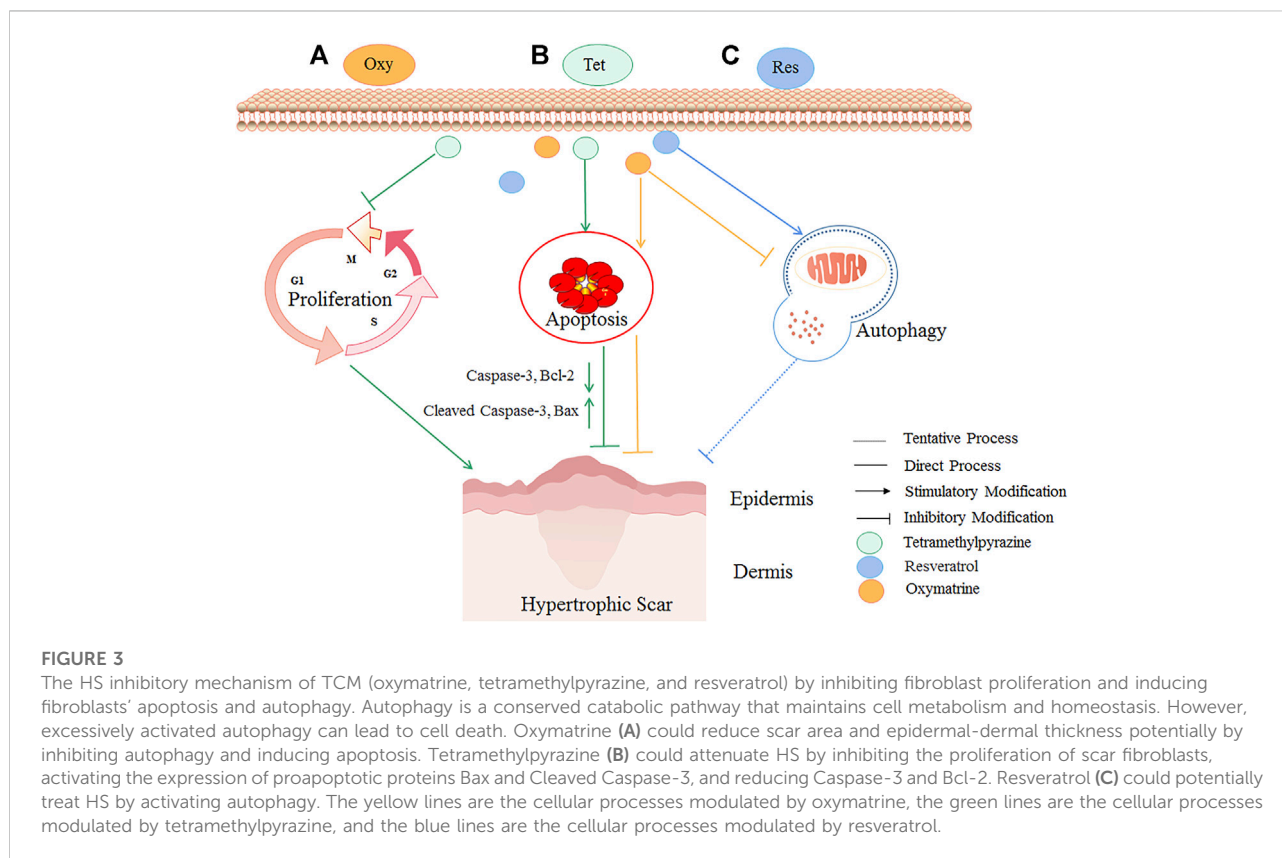 A
Oxy
B
Tet
C
Res
M
G1
G2
Proliferation
S
Apoptosis
Autophagy
Caspase-3, Bcl-2
Cleaved Caspase-3, Bax
Tentative Process
Direct Process
Epidermis
Stimulatory Modification
Inhibitory Modification
Tetramethylpyrazine
Dermis
Resveratrol
Oxymatrine
Hypertrophic Scar
FIGURE 3
The HS inhibitory mechanism of TCM (oxymatrine, tetramethylpyrazine, and resveratrol) by inhibiting fibroblast proliferation and inducing
fibroblasts' apoptosis and autophagy. Autophagy is a conserved catabolic pathway that maintains cell metabolism and homeostasis. However,
excessively activated autophagy can lead to cell death. Oxymatrine (A) could reduce scar area and epidermal-dermal thickness potentially by
inhibiting autophagy and inducing apoptosis. Tetramethylpyrazine (B) could attenuate HS by inhibiting the proliferation of scar fibroblasts,
activating the expression of proapoptotic proteins Bax and Cleaved Caspase-3, and reducing Caspase-3 and Bcl-2. Resveratrol (C) could potentially
treat HS by activating autophagy. The yellow lines are the cellular processes modulated by oxymatrine, the green lines are the cellular processes
modulated by tetramethylpyrazine, and the blue lines are the cellular processes modulated by resveratrol.